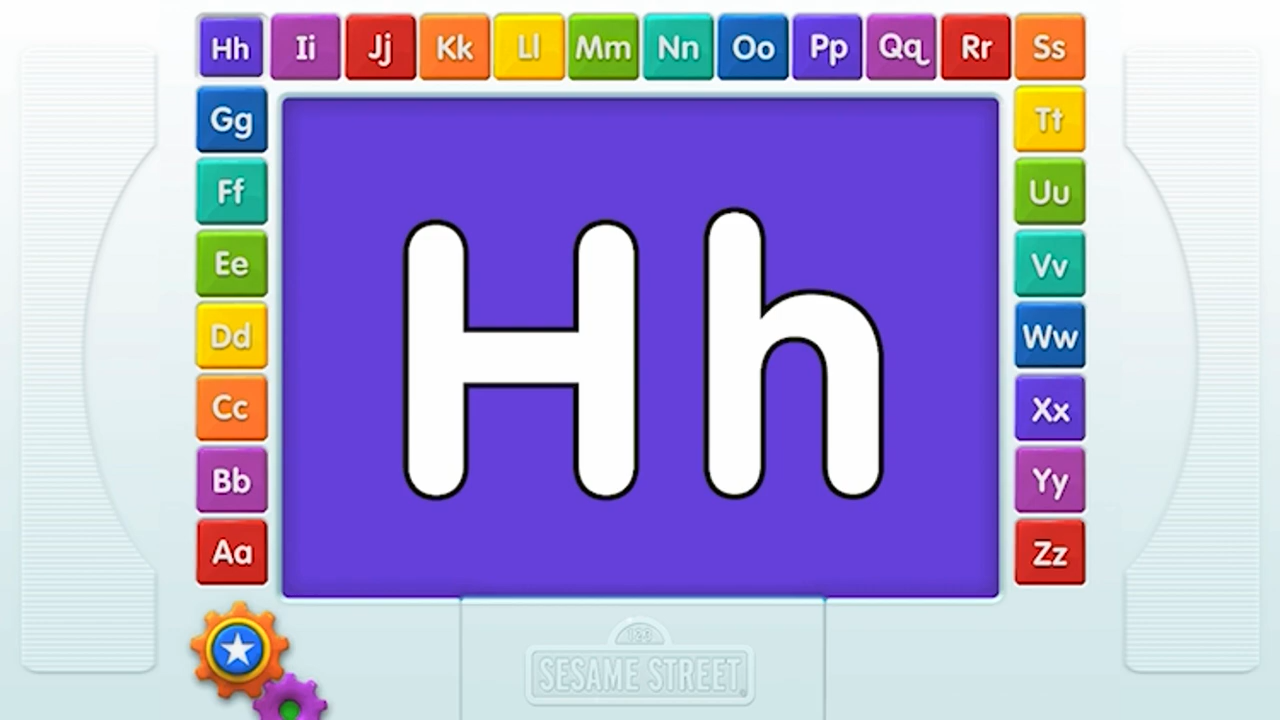 Hh Ii Jj Kk Ll Mm Nn Oo Pp Qq Rr Ss
Gg Tt
Ff Uu
Ee Vv
Dd Ww
Cc Xx
Bb Yy
Aa Zz
Hh
123
SESAME STREET